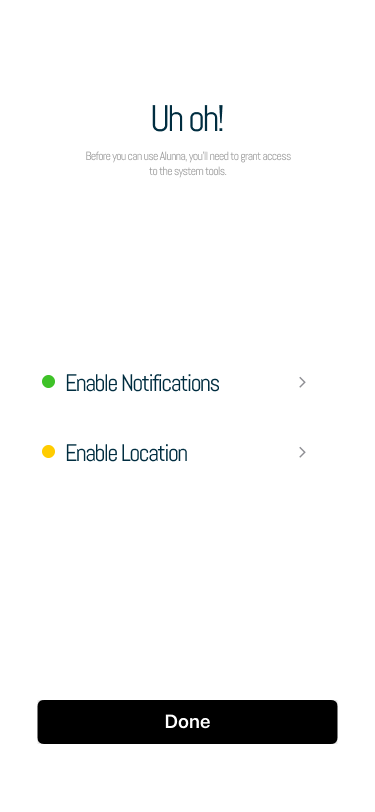 Uh oh!
Before you can use Alunna, you'll need to grant access
to the system tools.
Enable Notifications
Enable Location
Done